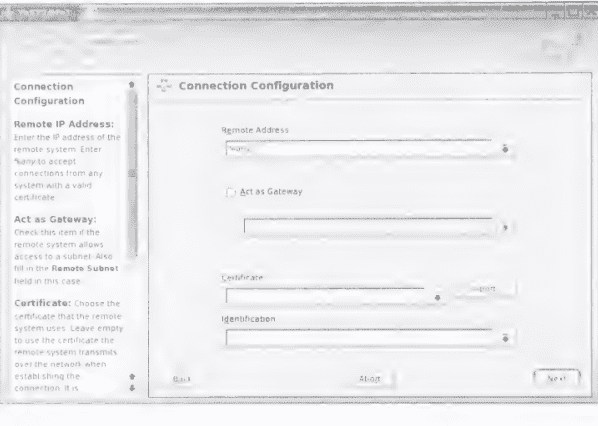 Connection
Configuration
Remote IP Address:
Enter the IP address of the
remote system. Enter
%any to accept
connections from any
system with a valid
certificate.
Act as Gateway:
Check this item if the
remote system allows
access to a subnet. Also
fill in the Remote Subnet
field in this case.
Certificate: Choose the
certificate that the remote
system uses. Leave empty
to use the certificate the
remote system transmits
over the network when
establishing the
connection. It is
Connection Configuration
Remote Address
%any
Act as Gateway
Certificate
Identification
Back
Abort
Next